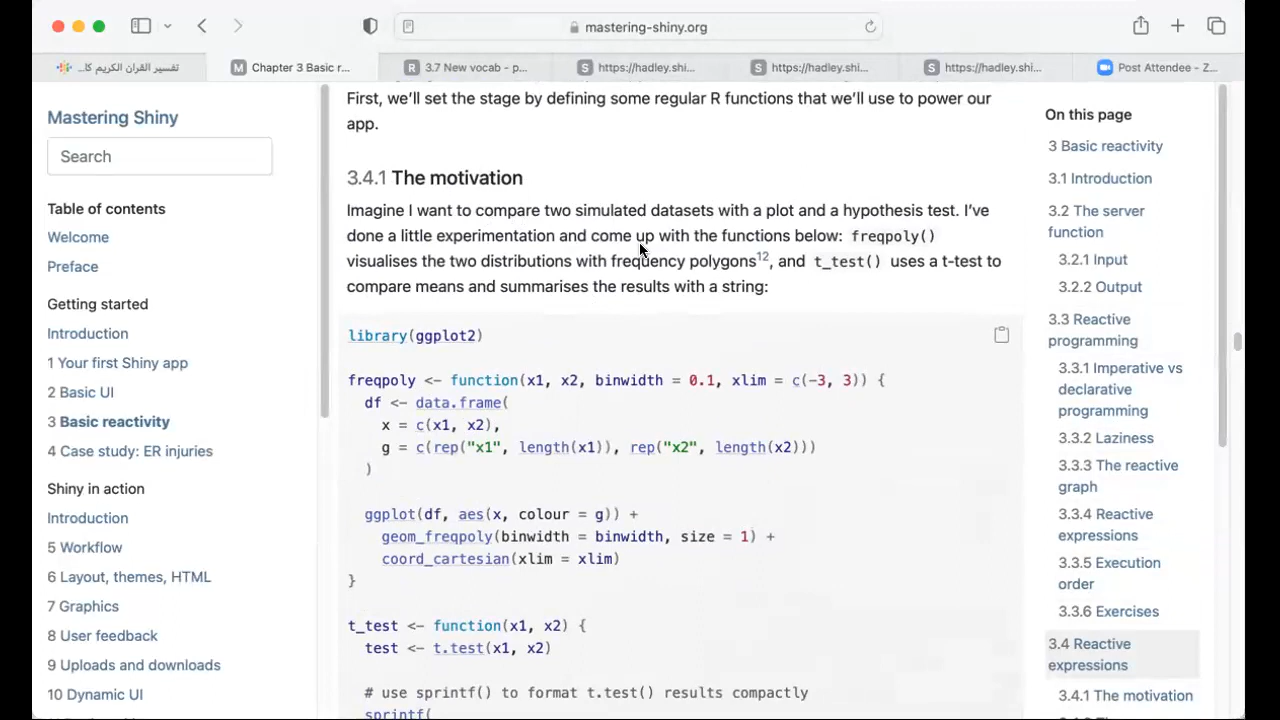 mastering-shiny.org
تفسير القران الكريم كا...
Chapter 3 Basic r...
3.7 New vocab - p...
https://hadley.shi...
https://hadley.shi...
https://hadley.shi...
Post Attendee - Z...
Mastering Shiny
Search
Table of contents
Welcome
Preface
Getting started
Introduction
1 Your first Shiny app
2 Basic UI
3 Basic reactivity
4 Case study: ER injuries
Shiny in action
Introduction
5 Workflow
6 Layout, themes, HTML
7 Graphics
8 User feedback
9 Uploads and downloads
10 Dynamic UI
First, we’ll set the stage by defining some regular R functions that we’ll use to power our
app.
3.4.1 The motivation
Imagine I want to compare two simulated datasets with a plot and a hypothesis test. I’ve
done a little experimentation and come up with the functions below: freqpoly()
visualises the two distributions with frequency polygons12, and t_test() uses a t-test to
compare means and summarises the results with a string:
library(ggplot2)
freqpoly <- function(x1, x2, binwidth = 0.1, xlim = c(-3, 3)) {
df <- data.frame(
x = c(x1, x2),
g = c(rep("x1", length(x1)), rep("x2", length(x2)))
)
ggplot(df, aes(x, colour = g)) +
geom_freqpoly(binwidth = binwidth, size = 1) +
coord_cartesian(xlim = xlim)
}
t_test <- function(x1, x2) {
test <- t.test(x1, x2)
# use sprintf() to format t.test() results compactly
sprintf(
On this page
3 Basic reactivity
3.1 Introduction
3.2 The server
function
3.2.1 Input
3.2.2 Output
3.3 Reactive
programming
3.3.1 Imperative vs
declarative
programming
3.3.2 Laziness
3.3.3 The reactive
graph
3.3.4 Reactive
expressions
3.3.5 Execution
order
3.3.6 Exercises
3.4 Reactive
expressions
3.4.1 The motivation